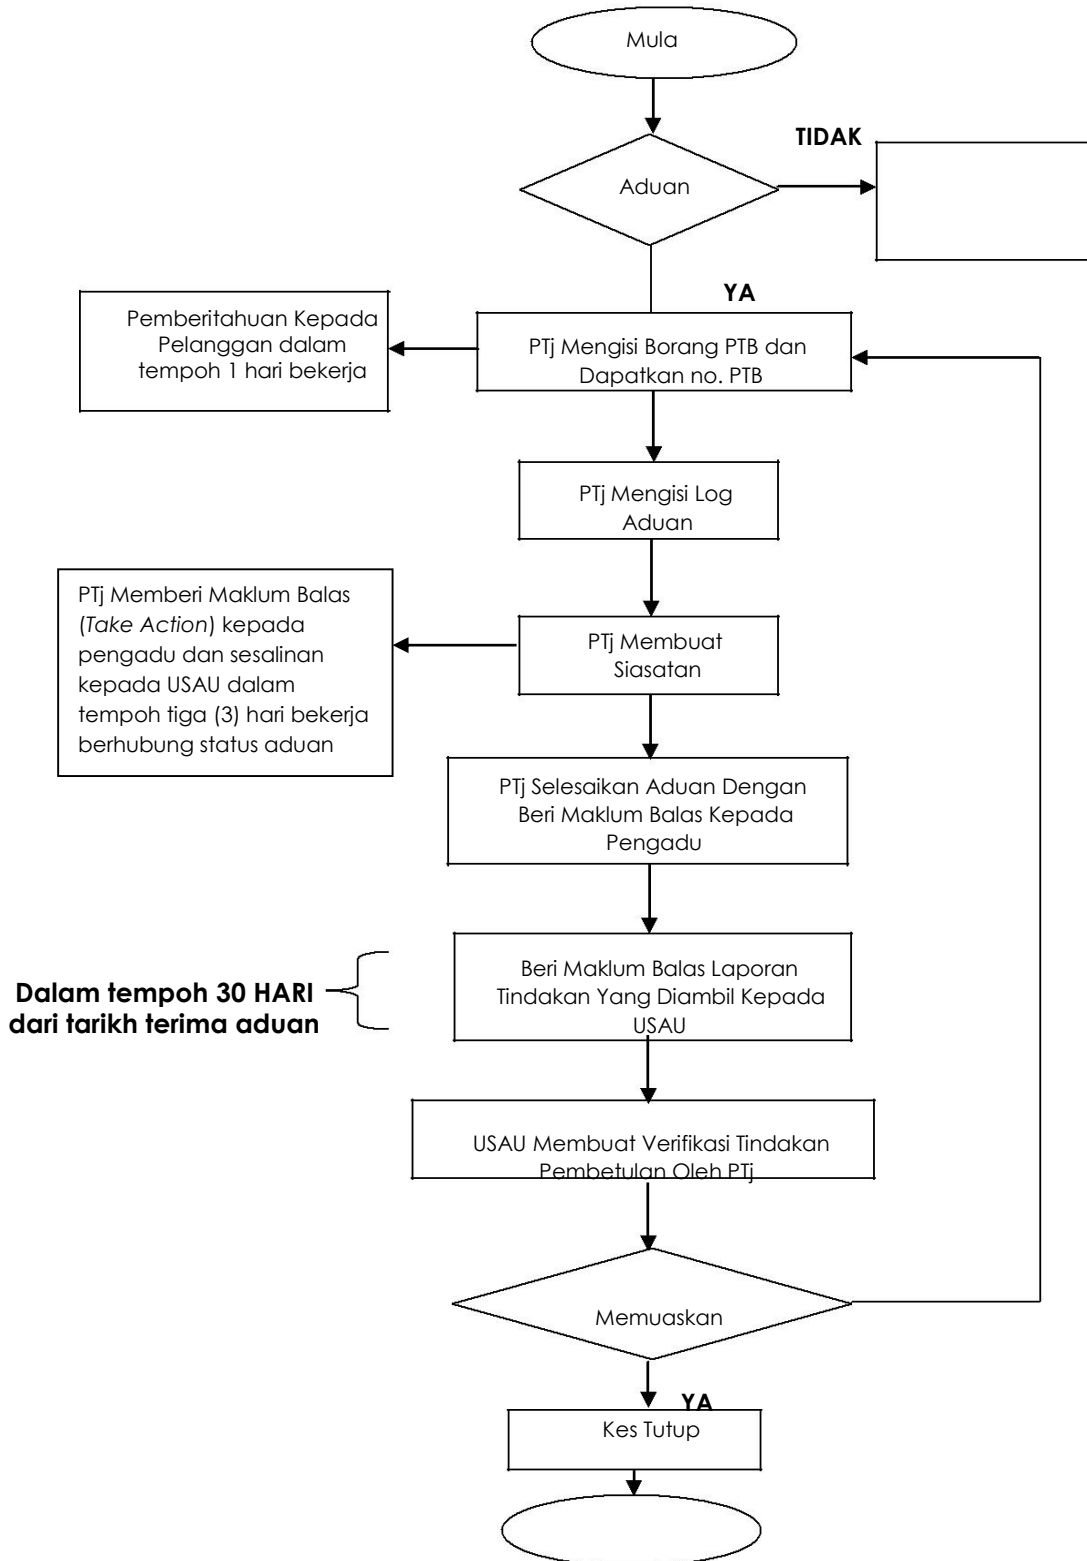 Mula
TIDAK
Aduan
YA
Pemberitahuan Kepada
Pelanggan dalam
tempoh 1 hari bekerja
PTj Mengisi Borang PTB dan
Dapatkan no. PTB
PTj Mengisi Log
Aduan
PTj Memberi Maklum Balas
(Take Action) kepada
pengadu dan sesalinan
kepada USAU dalam
tempoh tiga (3) hari bekerja
berhubung status aduan
PTj Membuat
Siasatan
PTj Selesaikan Aduan Dengan
Beri Maklum Balas Kepada
Pengadu
Dalam tempoh 30 HARI
dari tarikh terima aduan
Beri Maklum Balas Laporan
Tindakan Yang Diambil Kepada
USAU
USAU Membuat Verifikasi Tindakan
Pembetulan Oleh PTj
Memuaskan
YA
Kes Tutup